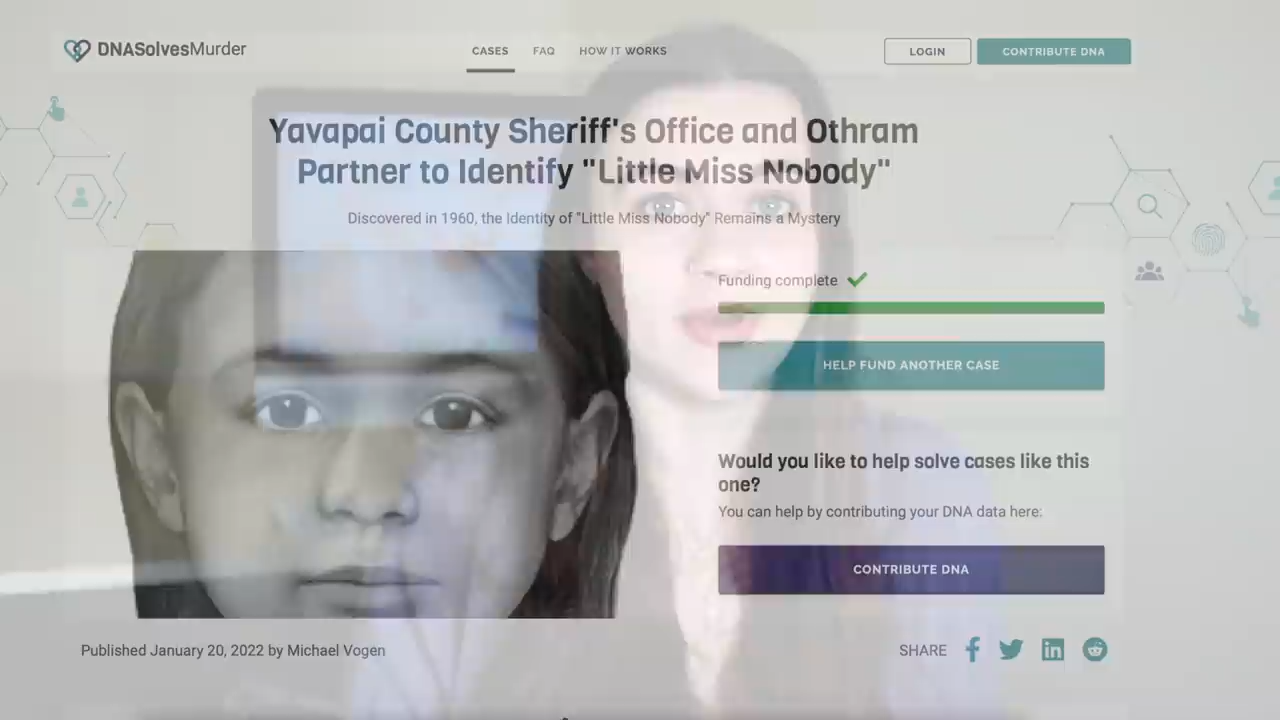 DNASolvesMurder
CASES FAQ HOW IT WORKS
LOGIN
CONTRIBUTE DNA
Yavapai County Sheriff's Office and Othram
Partner to Identify "Little Miss Nobody"
Discovered in 1960, the Identity of "Little Miss Nobody" Remains a Mystery
Funding complete
HELP FUND ANOTHER CASE
Would you like to help solve cases like this
one?
You can help by contributing your DNA data here:
CONTRIBUTE DNA
Published January 20, 2022 by Michael Vogen
SHARE